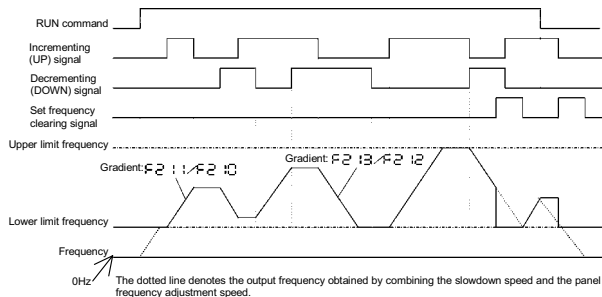 RUN command
Incrementing
(UP) signal
Decrementing
(DOWN) signal
Set frequency
clearing signal
Upper limit frequency
Gradient: F211/F210
Gradient: F213/F212
Lower limit frequency
Frequency
0Hz
The dotted line denotes the output frequency obtained by combining the slowdown speed and the panel
frequency adjustment speed.